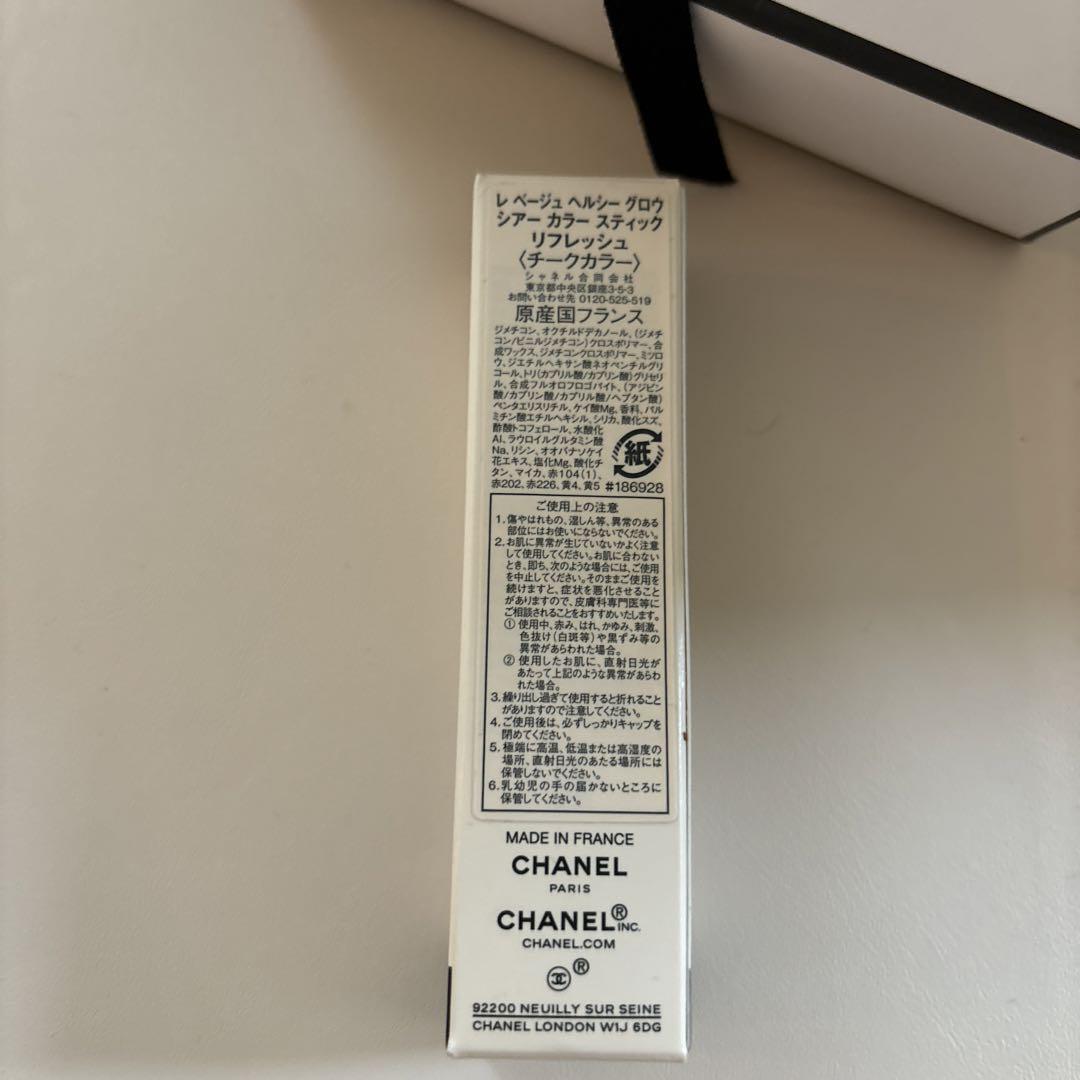 レ ベージュ ヘルシー グロウ
シアー カラー スティック
リフレッシュ
〈チークカラー〉
シャネル合同会社
東京都中央区銀座3-5-3
お問い合わせ先 0120-525-519
原産国フランス
ジメチコン、オクチルドデカノール、(ジメチ
コン/ビニルジメチコン)クロスポリマー、合
成ワックス、ジメチコンクロスポリマー、ミツロ
ウ、ジエチルヘキサン酸ネオペンチルグリ
コール、トリ(カプリル酸/カプリン酸)グリセリ
ル、合成フルオロフロゴパイト、(アジピン
酸/カプリン酸/カプリル酸/ヘプタン酸)
ペンタエリスリチル、ケイ酸Mg、香料、パル
ミチン酸エチルヘキシル、シリカ、酸化スズ、
酢酸トコフェロール、水酸化
Al、ラウロイルグルタミン酸
Na、リシン、オオバナソケイ
花エキス、塩化Mg、酸化チ
タン、マイカ、赤104(1)、
赤202、赤226、黄4、黄5
紙
#186928
ご使用上の注意
1.傷やはれもの、湿しん等、異常のある
部位にはお使いにならないでください。
2.お肌に異常が生じていないかよく注意
して使用してください。お肌に合わない
とき、即ち、次のような場合には、ご使用
を中止してください。そのままご使用を
続けますと、症状を悪化させること
がありますので、皮膚科専門医等に
ご相談されることをおすすめいたします。
① 使用中、赤み、はれ、かゆみ、刺激、
色抜け(白斑等)や黒ずみ等の
異常があらわれた場合。
② 使用したお肌に、直射日光が
あたって上記のような異常があらわ
れた場合。
3.繰り出し過ぎて使用すると折れること
がありますので注意してください。
4.ご使用後は、必ずしっかりキャップを
閉めてください。
5.極端に高温、低温または高湿度の
場所、直射日光のあたる場所には
保管しないでください。
6.乳幼児の手の届かないところに
保管してください。
MADE IN FRANCE
CHANEL
PARIS
CHANEL® INC.
CHANEL.COM
®
92200 NEUILLY SUR SEINE
CHANEL LONDON W1J 6DG